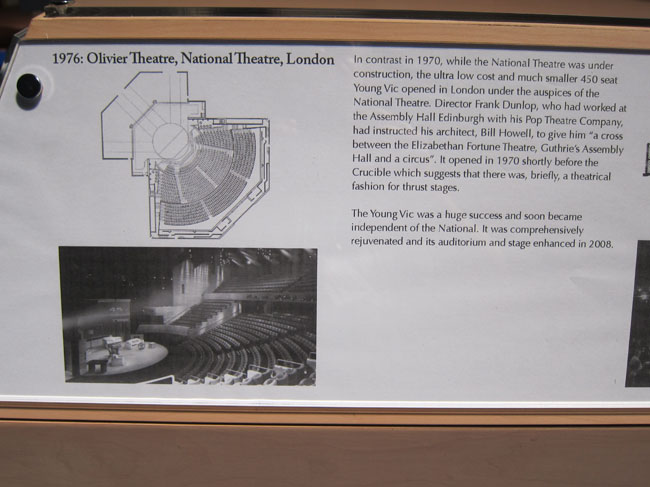 1976: Olivier Theatre, National Theatre, London
In contrast in 1970, while the National Theatre was under
construction, the ultra low cost and much smaller 450 seat
Young Vic opened in London under the auspices of the
National Theatre. Director Frank Dunlop, who had worked at
the Assembly Hall Edinburgh with his Pop Theatre Company,
had instructed his architect, Bill Howell, to give him "a cross
between the Elizabethan Fortune Theatre, Guthrie's Assembly
Hall and a circus". It opened in 1970 shortly before the
Crucible which suggests that there was, briefly, a theatrical
fashion for thrust stages.
The Young Vic was a huge success and soon became
independent of the National. It was comprehensively
rejuvenated and its auditorium and stage enhanced in 2008.